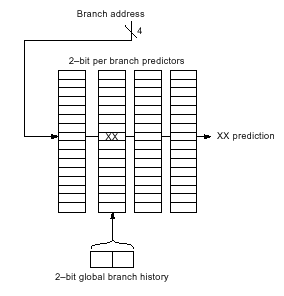 Branch address
4
2–bit per branch predictors
XX
XX prediction
2–bit global branch history